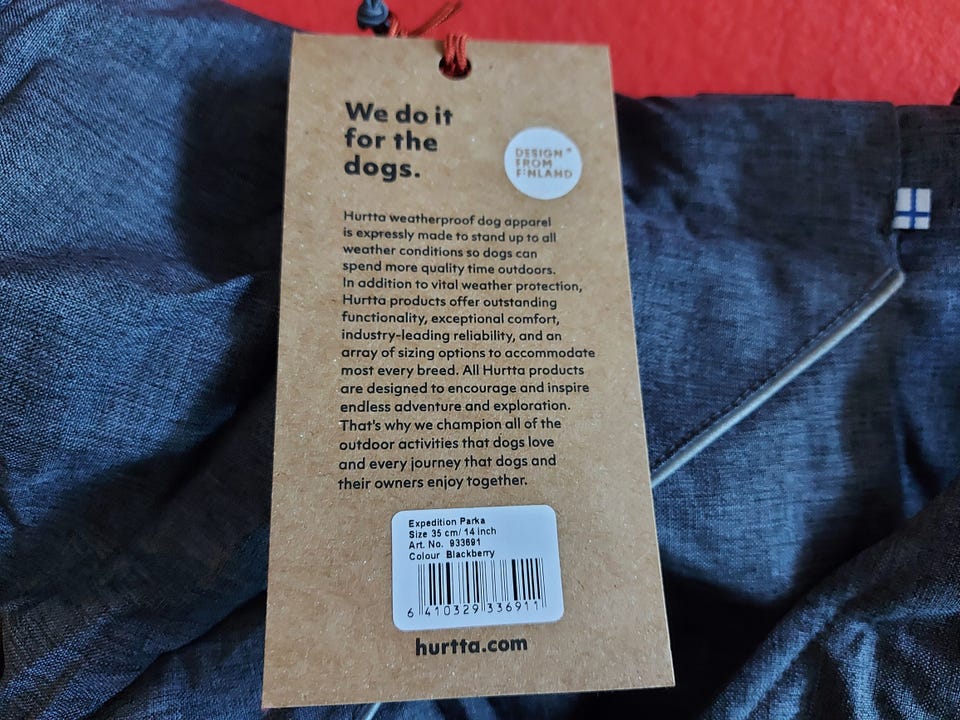 We do it
for the
dogs.
DESIGN
FROM
FINLAND
Hurtta weatherproof dog apparel
is expressly made to stand up to all
weather conditions so dogs can
spend more quality time outdoors.
In addition to vital weather protection,
Hurtta products offer outstanding
functionality, exceptional comfort,
industry-leading reliability, and an
array of sizing options to accommodate
most every breed. All Hurtta products
are designed to encourage and inspire
endless adventure and exploration.
That's why we champion all of the
outdoor activities that dogs love
and every journey that dogs and
their owners enjoy together.
Expedition Parka
Size 35 cm/ 14 inch
Art. No. 933691
Colour Blackberry
6 410329 336911
hurtta.com